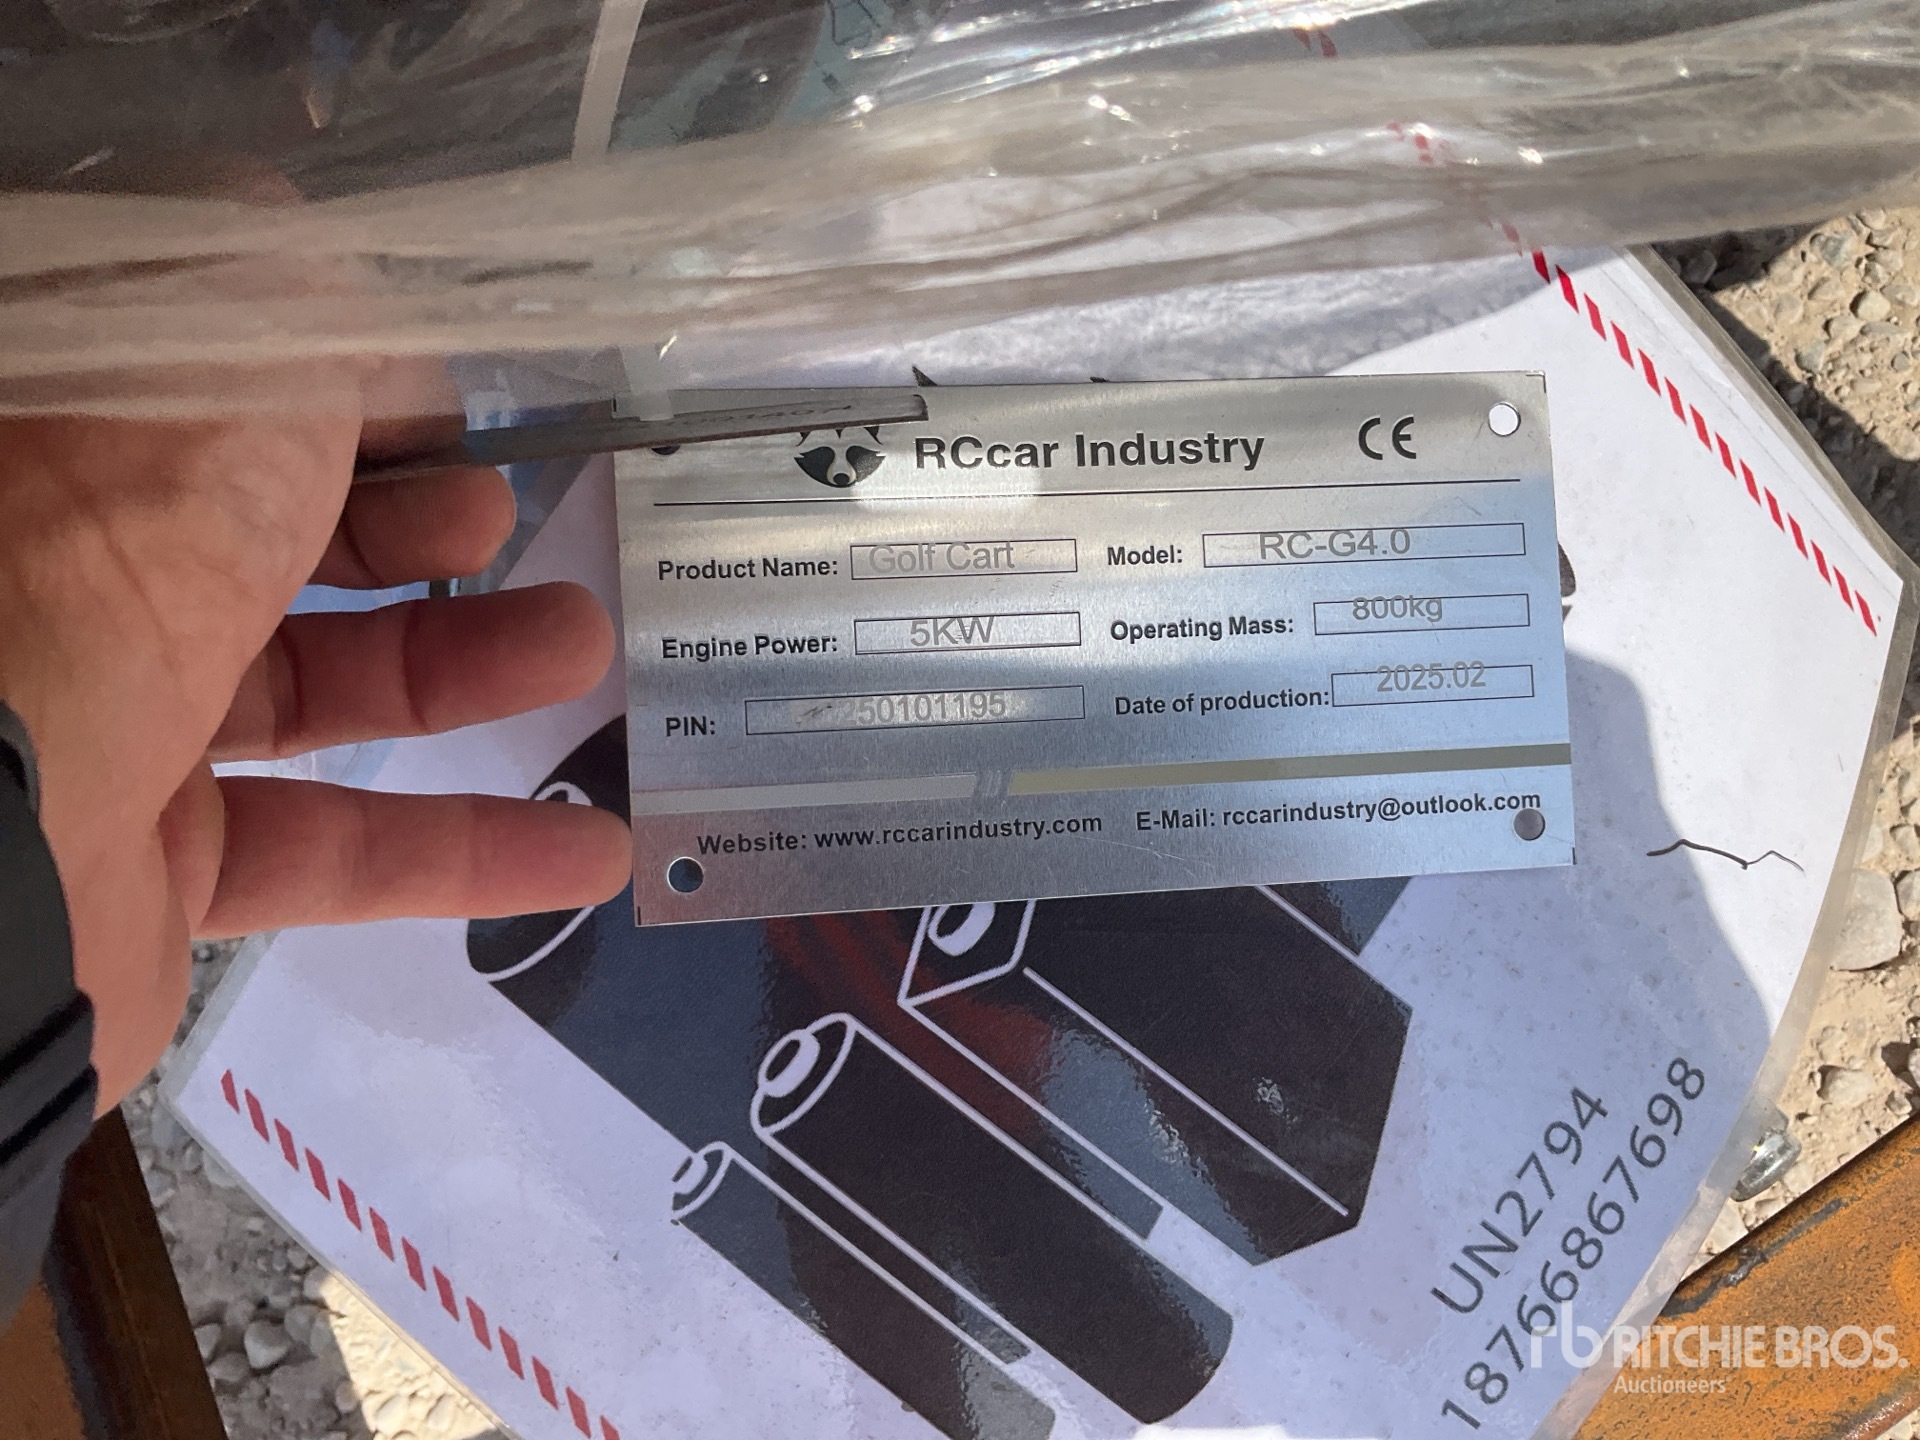 RCcar Industry CE
Product Name: Golf Cart Model: RC-G4.0
Engine Power: 5KW Operating Mass: 800kg
PIN: 250101195 Date of production: 2025.02
Website: www.rccarindustry.com E-Mail: rccarindustry@outlook.com
UN2794
18766867698
rb RITCHIE BROS.
Auctioneers